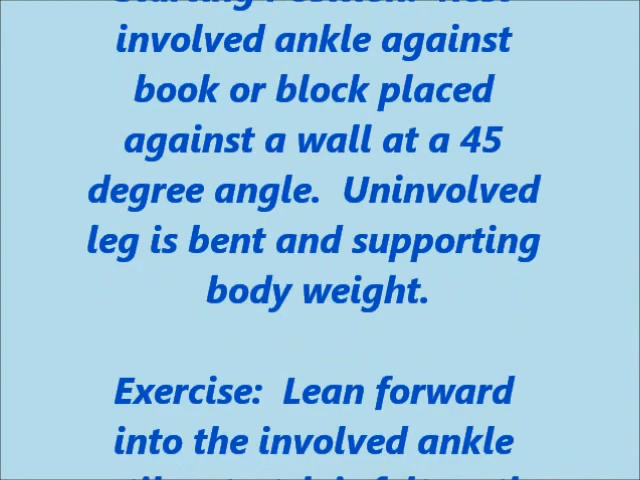 involved ankle against
book or block placed
against a wall at a 45
degree angle.  Uninvolved
leg is bent and supporting
body weight.
Exercise:  Lean forward
into the involved ankle